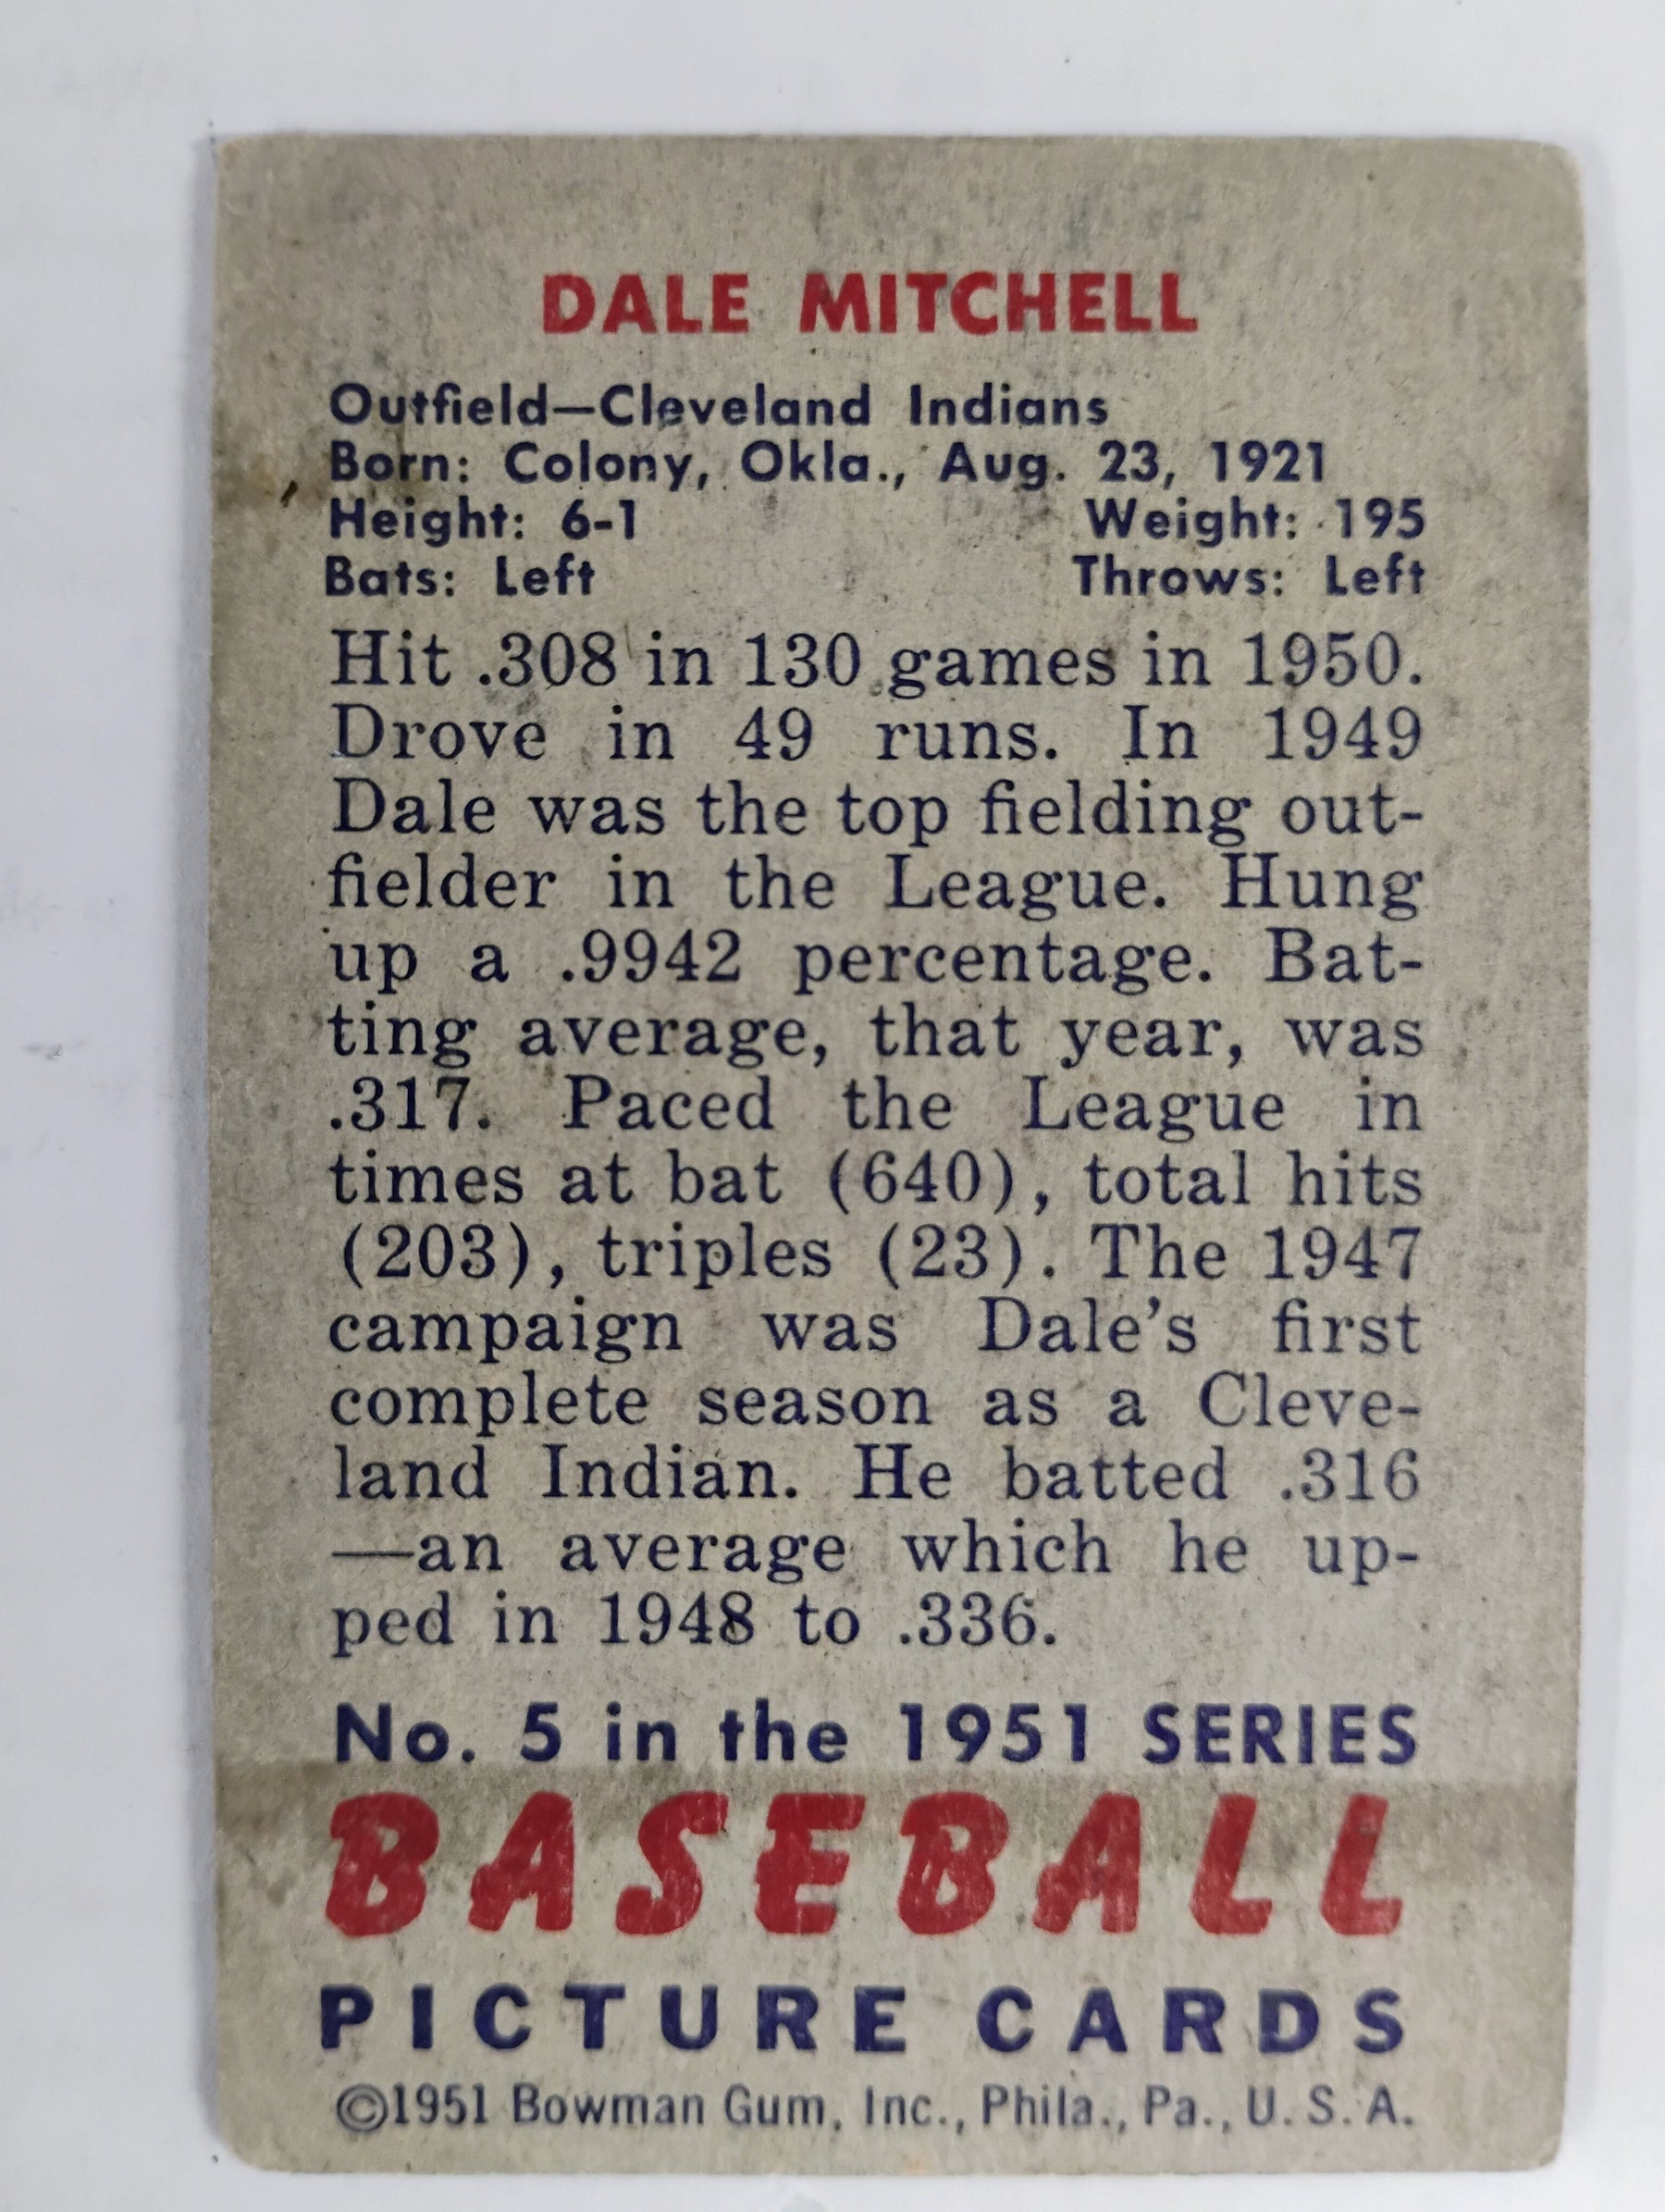 DALE MITCHELL
Outfield—Cleveland Indians
Born: Colony, Okla., Aug. 23, 1921
Height: 6-1 Weight: 195
Bats: Left Throws: Left
Hit .308 in 130 games in 1950.
Drove in 49 runs. In 1949
Dale was the top fielding out-
fielder in the League. Hung
up a .9942 percentage. Bat-
ting average, that year, was
.317. Paced the League in
times at bat (640), total hits
(203), triples (23). The 1947
campaign was Dale's first
complete season as a Cleve-
land Indian. He batted .316
—an average which he up-
ped in 1948 to .336.
No. 5 in the 1951 SERIES
BASEBALL
PICTURE CARDS
©1951 Bowman Gum, Inc., Phila., Pa., U. S. A.